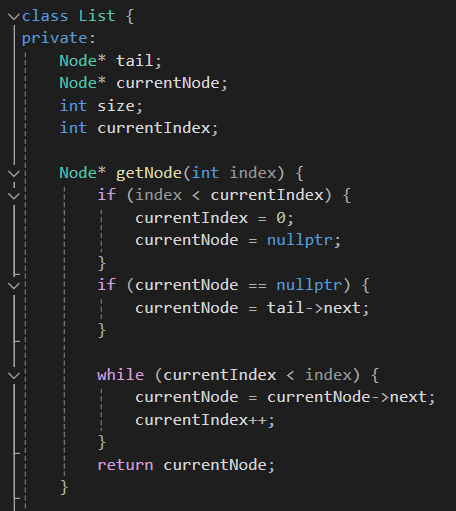 class List {
private:
    Node* tail;
    Node* currentNode;
    int size;
    int currentIndex;

    Node* getNode(int index) {
        if (index < currentIndex) {
            currentIndex = 0;
            currentNode = nullptr;
        }
        if (currentNode == nullptr) {
            currentNode = tail->next;
        }

        while (currentIndex < index) {
            currentNode = currentNode->next;
            currentIndex++;
        }
        return currentNode;
    }